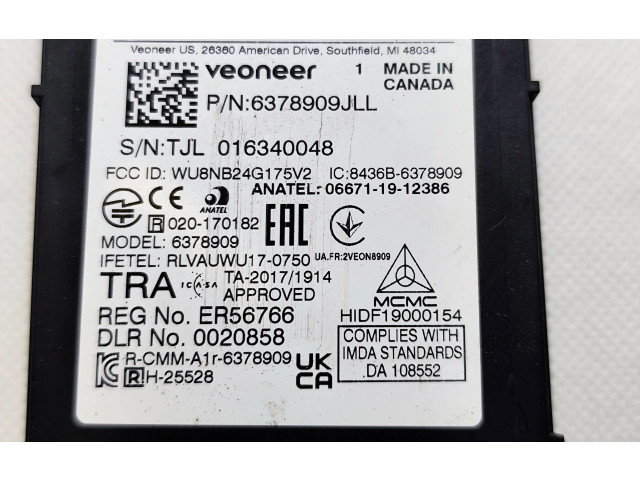 Veoneer US, 26360 American Drive, Southfield, MI 48034
veoneer 1 MADE IN CANADA
P/N:6378909JLL
S/N:TJL 016340048
FCC ID: WU8NB24G175V2 IC:8436B-6378909
ANATEL: 06671-19-12386
CE ANATEL
R 020-170182 EAC
MODEL: 6378909
IFETEL: RLVAUWU17-0750 UA.FR:2VEON8909
TRA ICASA TA-2017/1914 APPROVED
MCMC
REG No. ER56766 HIDF19000154
DLR No. 0020858
COMPLIES WITH
IMDA STANDARDS
DA 108552
R-CMM-A1r-6378909
R H-25528
UK
CA